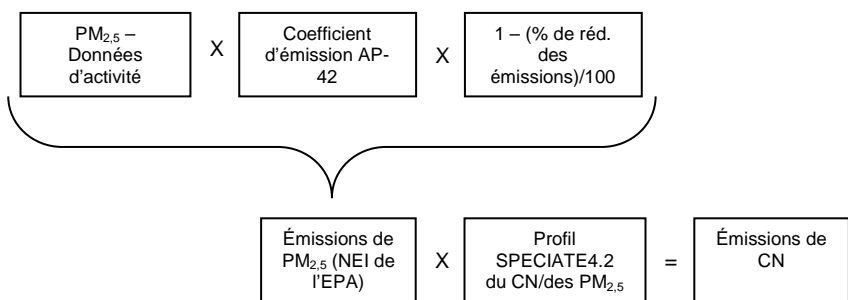 PM2,5 –
Données
d'activité
X
Coefficient
d'émission AP-
42
X
1 – (% de réd.
des
émissions)/100
Émissions de
PM2,5 (NEI de
l'EPA)
X
Profil
SPECIATE4.2
du CN/des PM2,5
=
Émissions de
CN